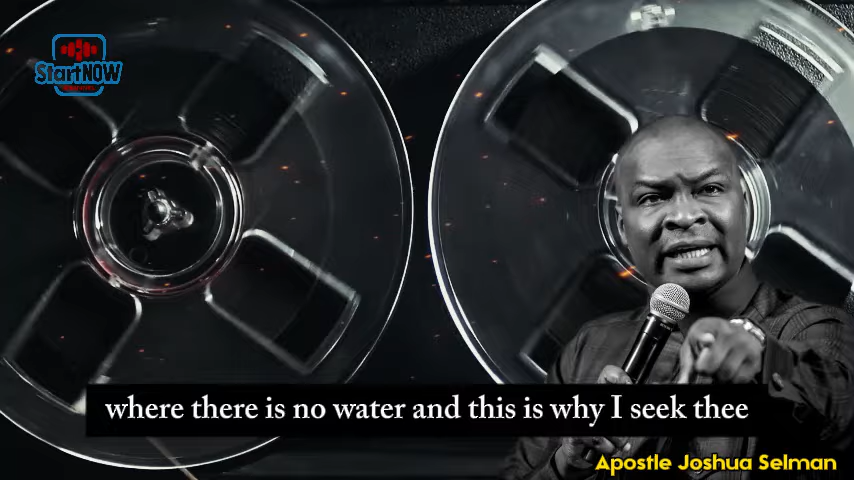 StartNOW
where there is no water and this is why I seek thee
Apostle Joshua Selman